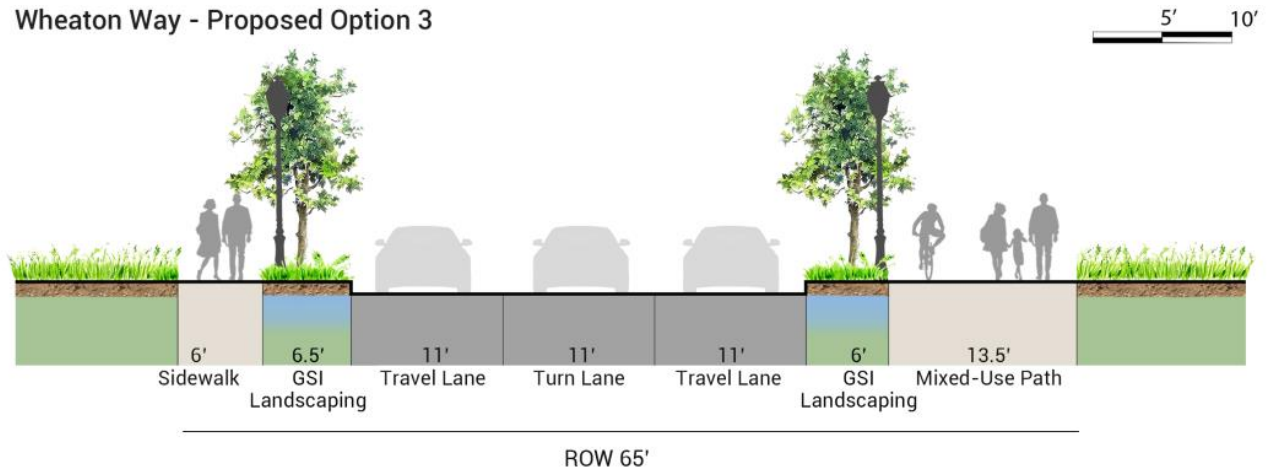 Wheaton Way - Proposed Option 3
5' 10'
6' 6.5' 11' 11' 11' 6' 13.5'
Sidewalk GSI Travel Lane Turn Lane Travel Lane GSI Mixed-Use Path
Landscaping Landscaping
ROW 65'